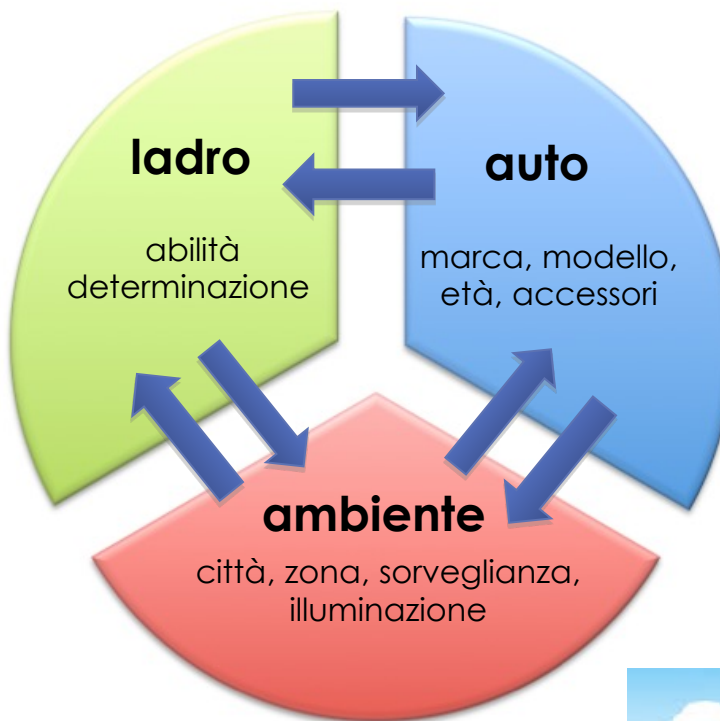 ladro
abilità
determinazione
auto
marca, modello,
età, accessori
ambiente
città, zona, sorveglianza,
illuminazione